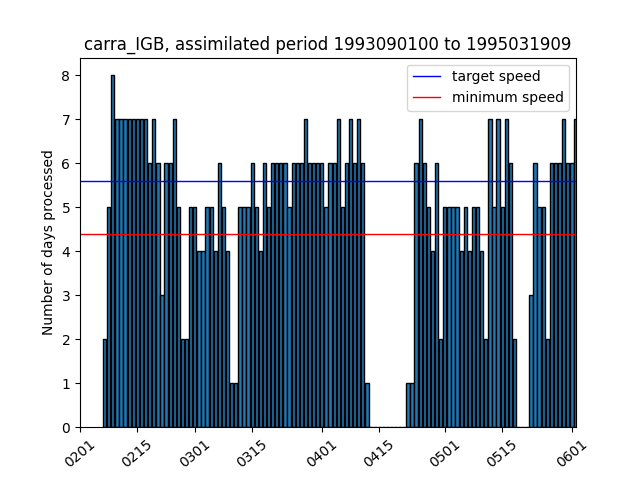 carra_IGB, assimilated period 1993090100 to 1995031909
target speed
minimum speed
Number of days processed
8
7
6
5
4
3
2
1
0
0201 0215 0301 0315 0401 0415 0501 0515 0601